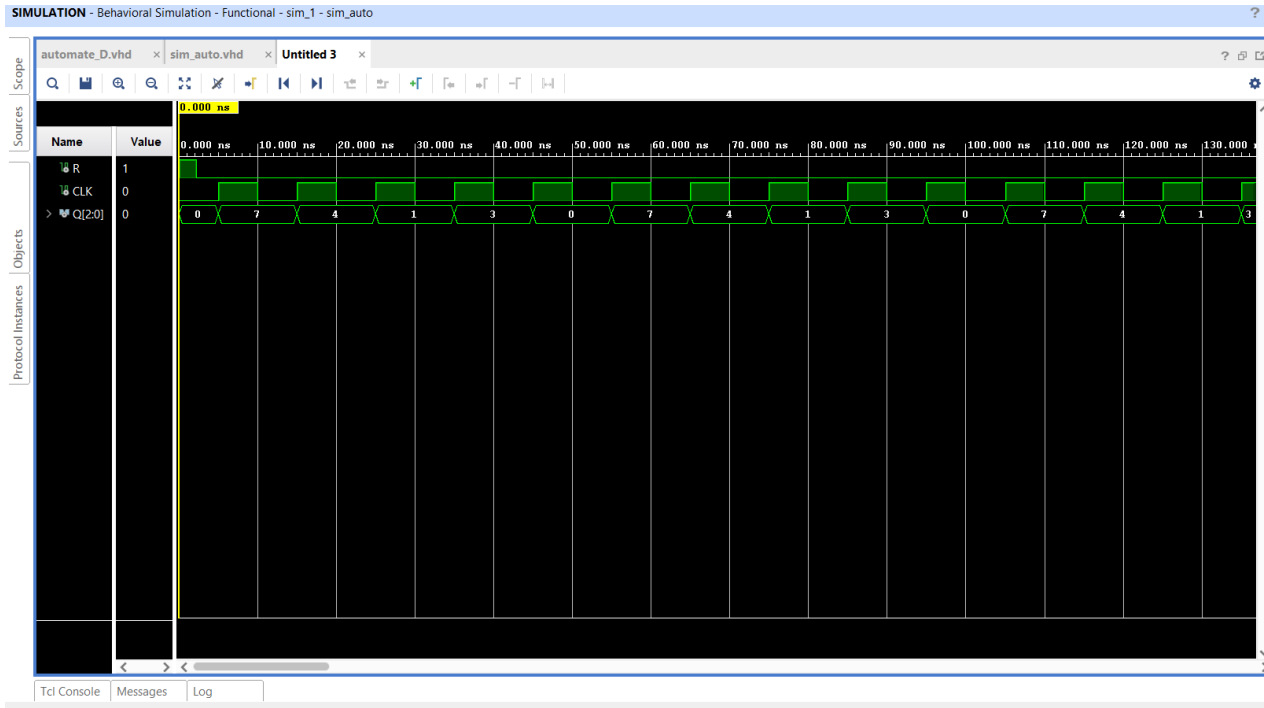 SIMULATION - Behavioral Simulation - Functional - sim_1 - sim_auto ?
Scope
Sources
Objects
Protocol Instances
automate_D.vhd × sim_auto.vhd × Untitled 3 × ?
0.000 ns
Name Value 0.000 ns 10.000 ns 20.000 ns 30.000 ns 40.000 ns 50.000 ns 60.000 ns 70.000 ns 80.000 ns 90.000 ns 100.000 ns 110.000 ns 120.000 ns 130.000
R 1
CLK 0
> Q[2:0] 0 0 7 4 1 3 0 7 4 1 3 0 7 4 1 3
Tcl Console Messages Log